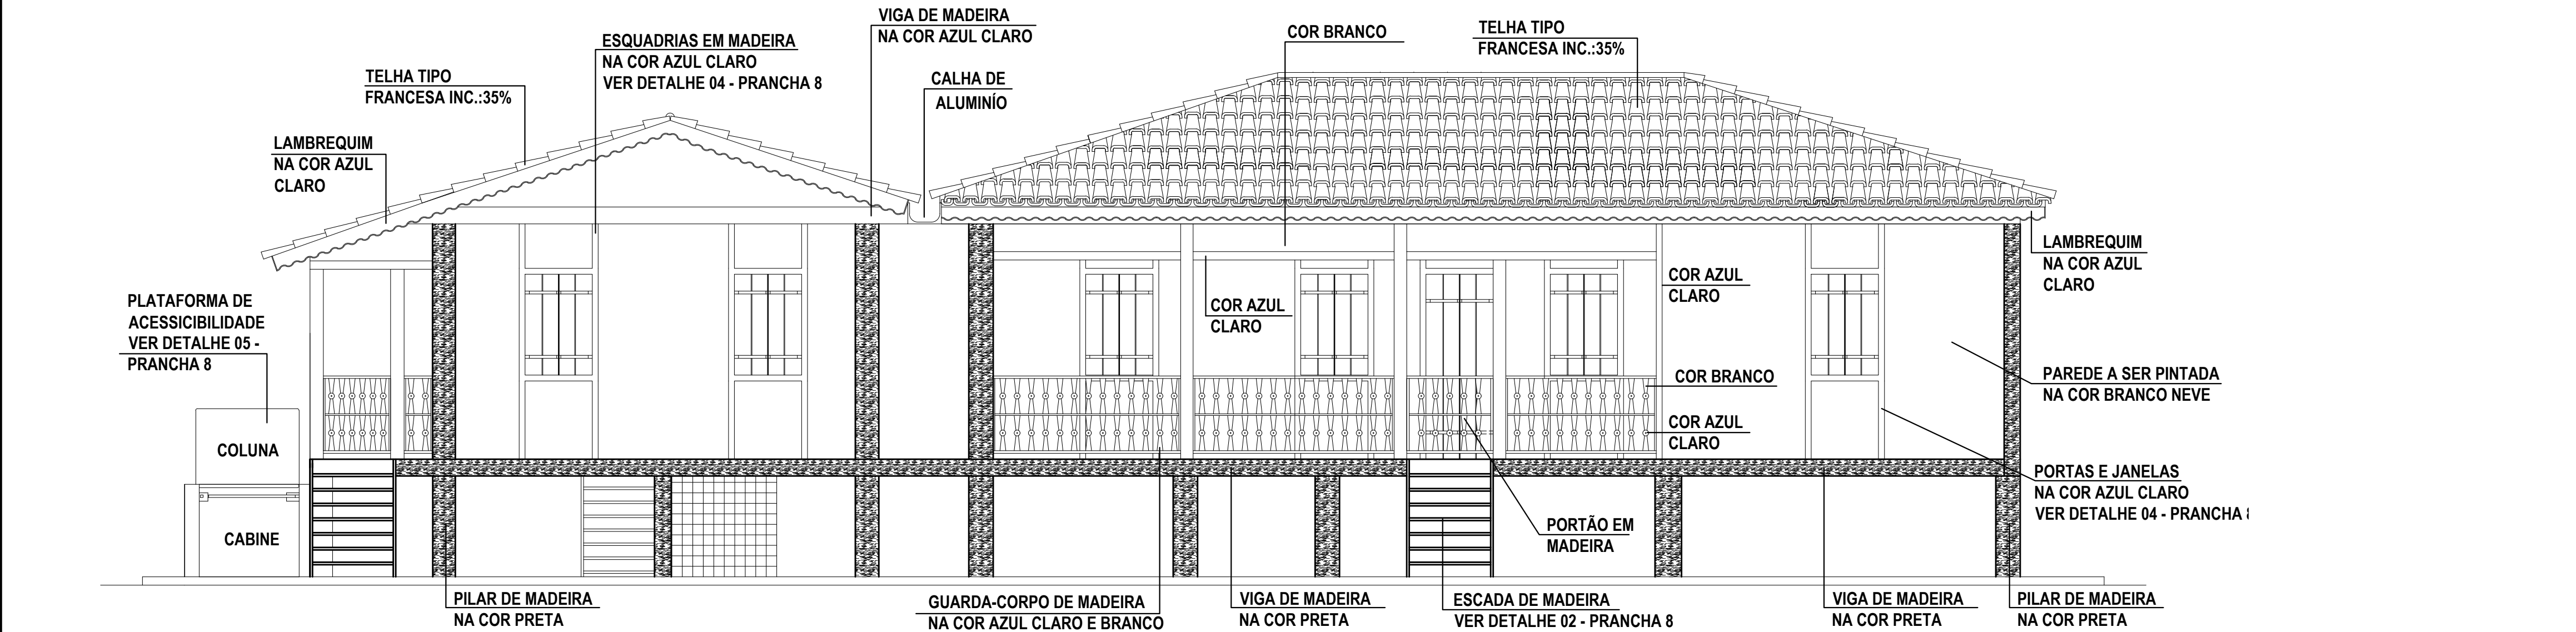 VIGA DE MADEIRA
NA COR AZUL CLARO
ESQUADRIAS EM MADEIRA
NA COR AZUL CLARO
VER DETALHE 04 - PRANCHA 8
COR BRANCO
TELHA TIPO
FRANCESA INC.:35%
TELHA TIPO
FRANCESA INC.:35%
CALHA DE
ALUMINÍO
LAMBREQUIM
NA COR AZUL
CLARO
LAMBREQUIM
NA COR AZUL
CLARO
PLATAFORMA DE
ACESSICIBILIDADE
VER DETALHE 05 -
PRANCHA 8
COR AZUL
CLARO
COR AZUL
CLARO
COR BRANCO
COR AZUL
CLARO
PAREDE A SER PINTADA
NA COR BRANCO NEVE
COLUNA
CABINE
PORTAS E JANELAS
NA COR AZUL CLARO
VER DETALHE 04 - PRANCHA
PORTÃO EM
MADEIRA
PILAR DE MADEIRA
NA COR PRETA
GUARDA-CORPO DE MADEIRA
NA COR AZUL CLARO E BRANCO
VIGA DE MADEIRA
NA COR PRETA
ESCADA DE MADEIRA
VER DETALHE 02 - PRANCHA 8
VIGA DE MADEIRA
NA COR PRETA
PILAR DE MADEIRA
NA COR PRETA